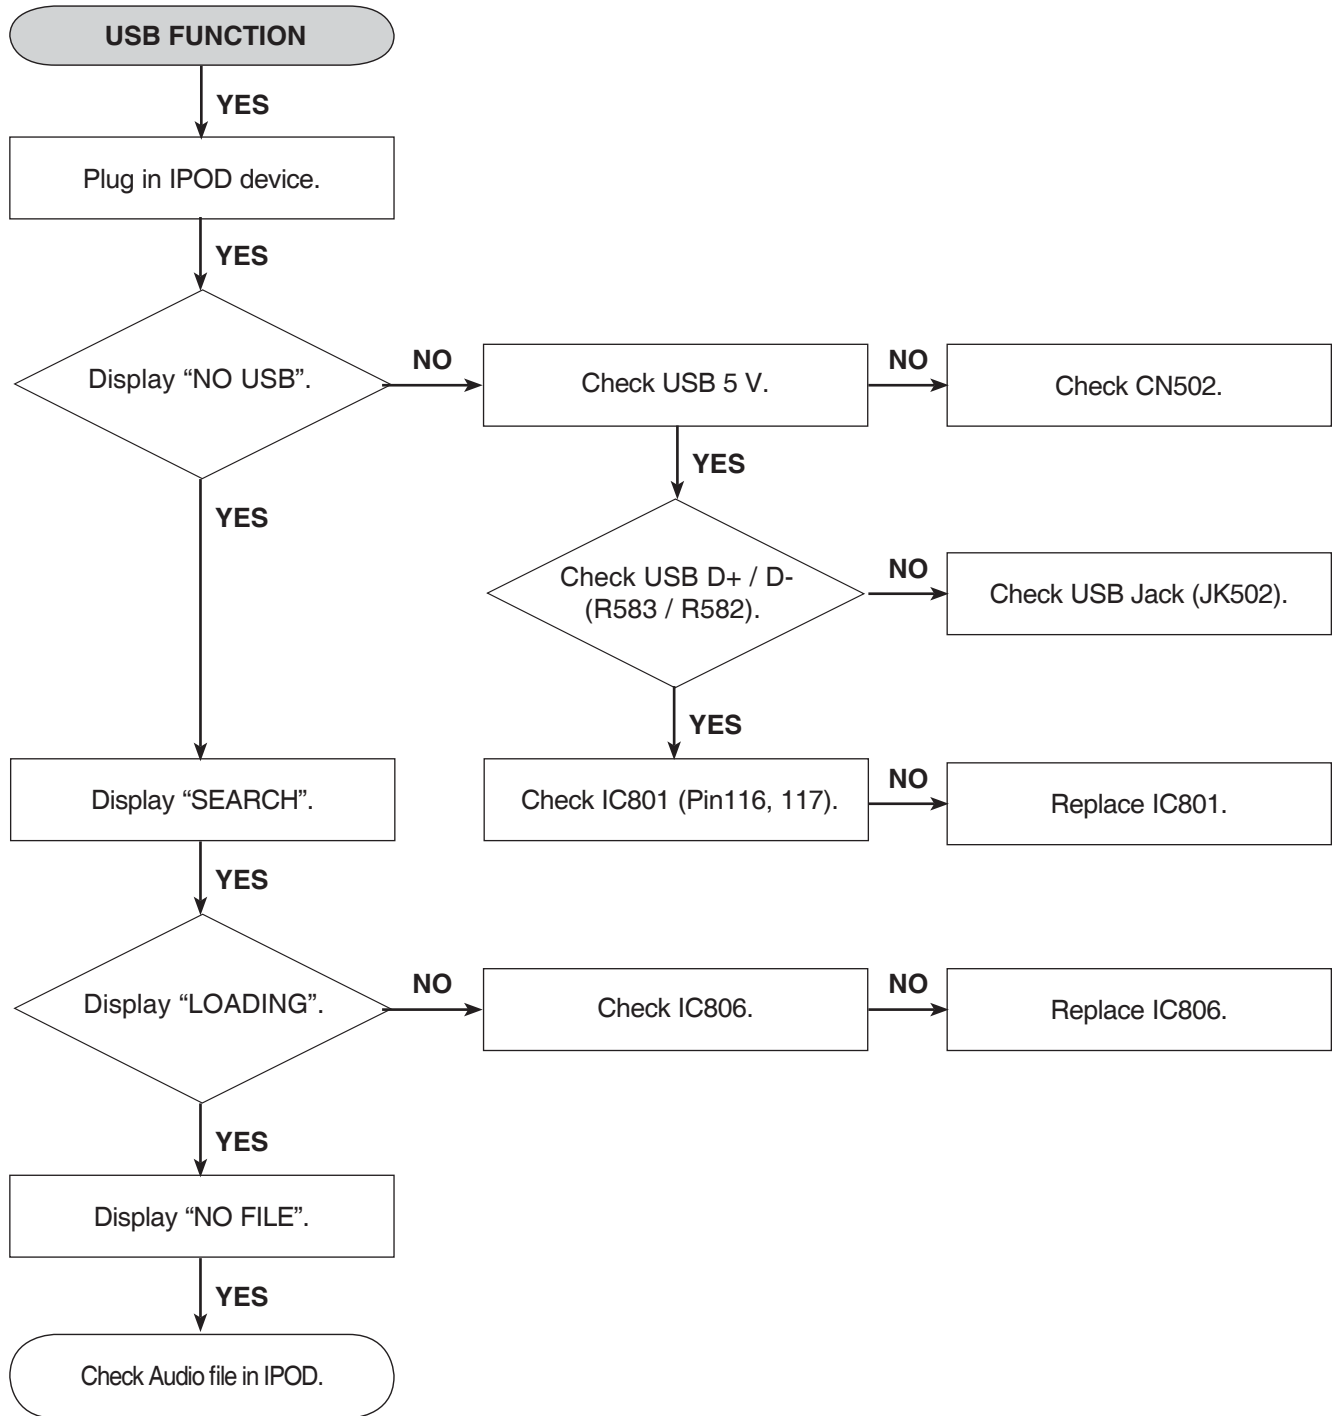 USB FUNCTION
YES
Plug in IPOD device.
YES
Display “NO USB”.
NO
Check USB 5 V.
NO
Check CN502.
YES
YES
Check USB D+ / D-
(R583 / R582).
NO
Check USB Jack (JK502).
YES
Display “SEARCH”.
Check IC801 (Pin116, 117).
NO
Replace IC801.
YES
Display “LOADING”.
NO
Check IC806.
NO
Replace IC806.
YES
Display “NO FILE”.
YES
Check Audio file in IPOD.